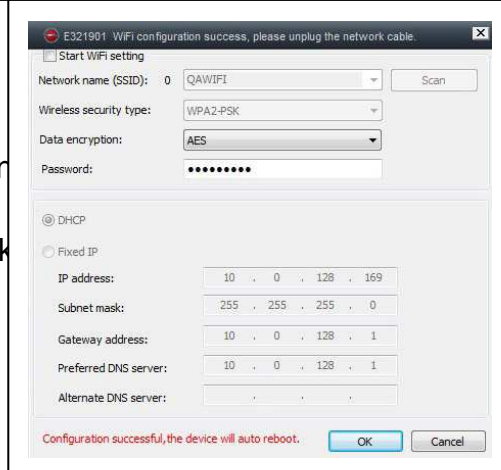 E321901 WiFi configuration success, please unplug the network cable.
Start WiFi setting
Network name (SSID): 0 QAWIFI Scan
Wireless security type: WPA2-PSK
Data encryption: AES
Password: •••••••••
DHCP
Fixed IP
IP address: 10 . 0 . 128 . 169
Subnet mask: 255 . 255 . 255 . 0
Gateway address: 10 . 0 . 128 . 1
Preferred DNS server: 10 . 0 . 128 . 1
Alternate DNS server: . . .
Configuration successful,the device will auto reboot. OK Cancel